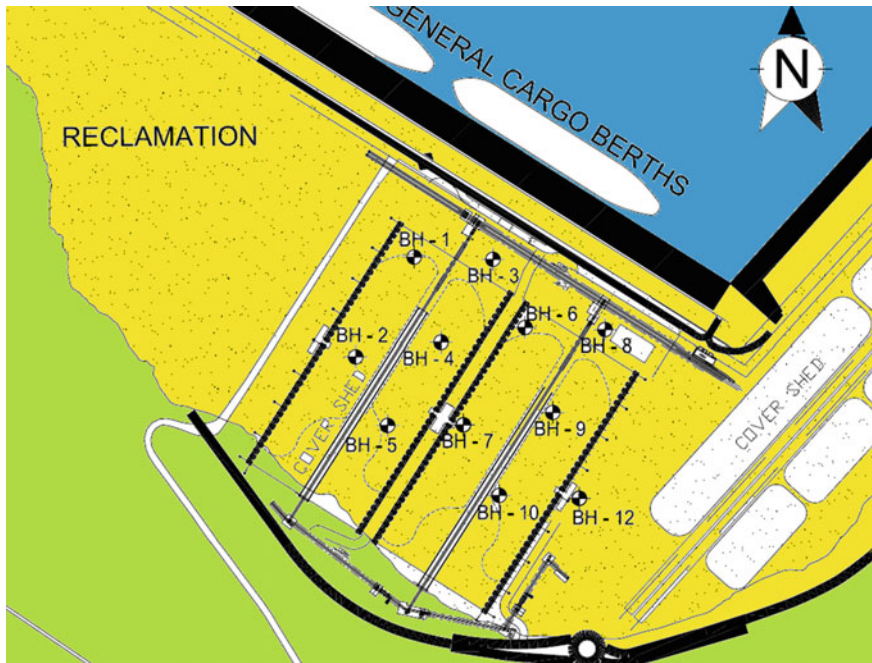 GENERAL CARGO BERTHS
N
RECLAMATION
BH - 1
BH - 3
BH - 2
BH - 4
BH - 6
BH - 8
COVER SHED
COVER SHED
BH - 5
BH - 7
BH - 9
BH - 10
BH - 12